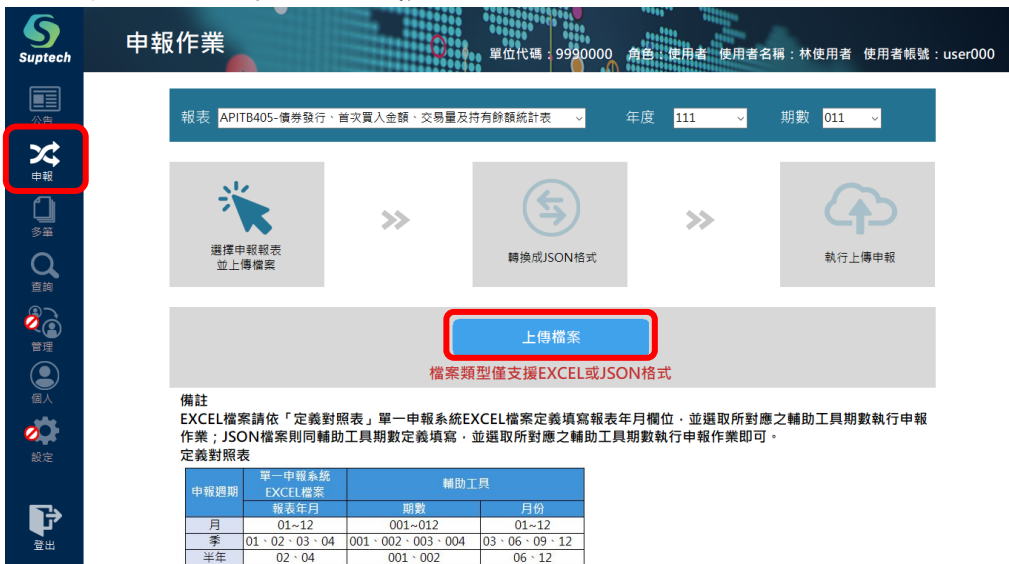 Suptech
申報作業
單位代碼：9990000 角色：使用者 使用者名稱：林使用者 使用者帳號：user000
公告
申報
多筆
查詢
管理
個人
設定
登出
報表 APITB405-債券發行、首次買入金額、交易量及持有餘額統計表 年度 111 期數 011
選擇申報報表
並上傳檔案
轉換成JSON格式
執行上傳申報
上傳檔案
檔案類型僅支援EXCEL或JSON格式
備註
EXCEL檔案請依「定義對照表」單一申報系統EXCEL檔案定義填寫報表年月欄位，並選取所對應之輔助工具期數執行申報
作業；JSON檔案則同輔助工具期數定義填寫，並選取所對應之輔助工具期數執行申報作業即可。
定義對照表
申報週期 單一申報系統 EXCEL檔案 輔助工具
報表年月 期數 月份
月 01~12 001~012 01~12
季 01、02、03、04 001、002、003、004 03、06、09、12
半年 02、04 001、002 06、12